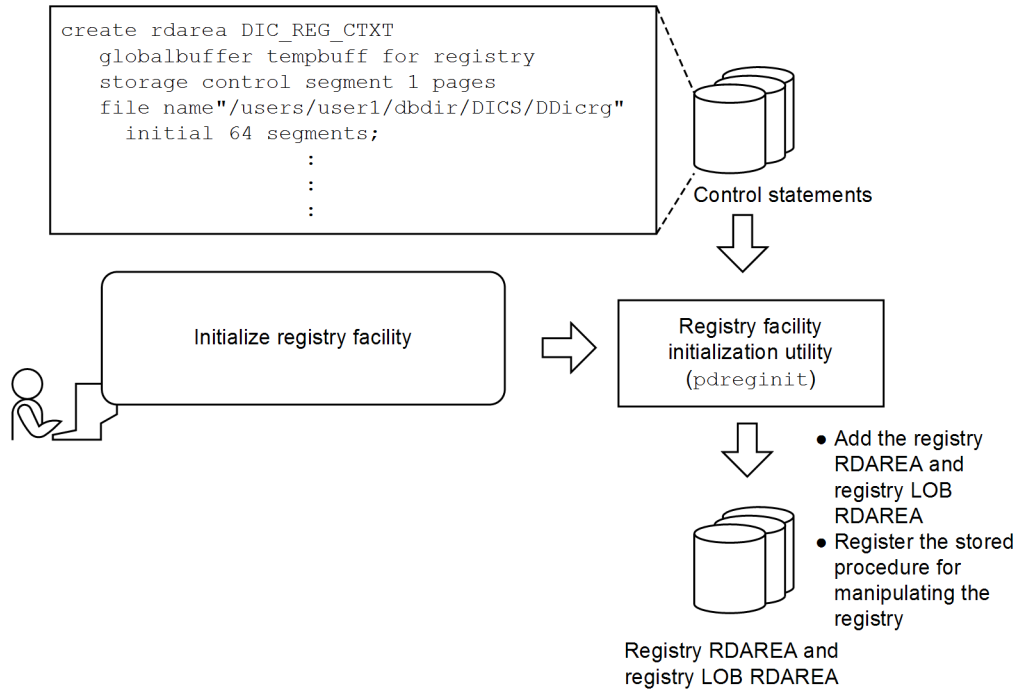 create rdarea DIC_REG_CTXT
globalbuffer tempbuff for registry
storage control segment 1 pages
file name"/users/user1/dbdir/DICS/DDicrg"
initial 64 segments;
:
:
:
Control statements
Initialize registry facility
Registry facility
initialization utility
(pdreginit)
● Add the registry
RDAREA and
registry LOB
RDAREA
● Register the stored
procedure for
manipulating the
registry
Registry RDAREA and
registry LOB RDAREA